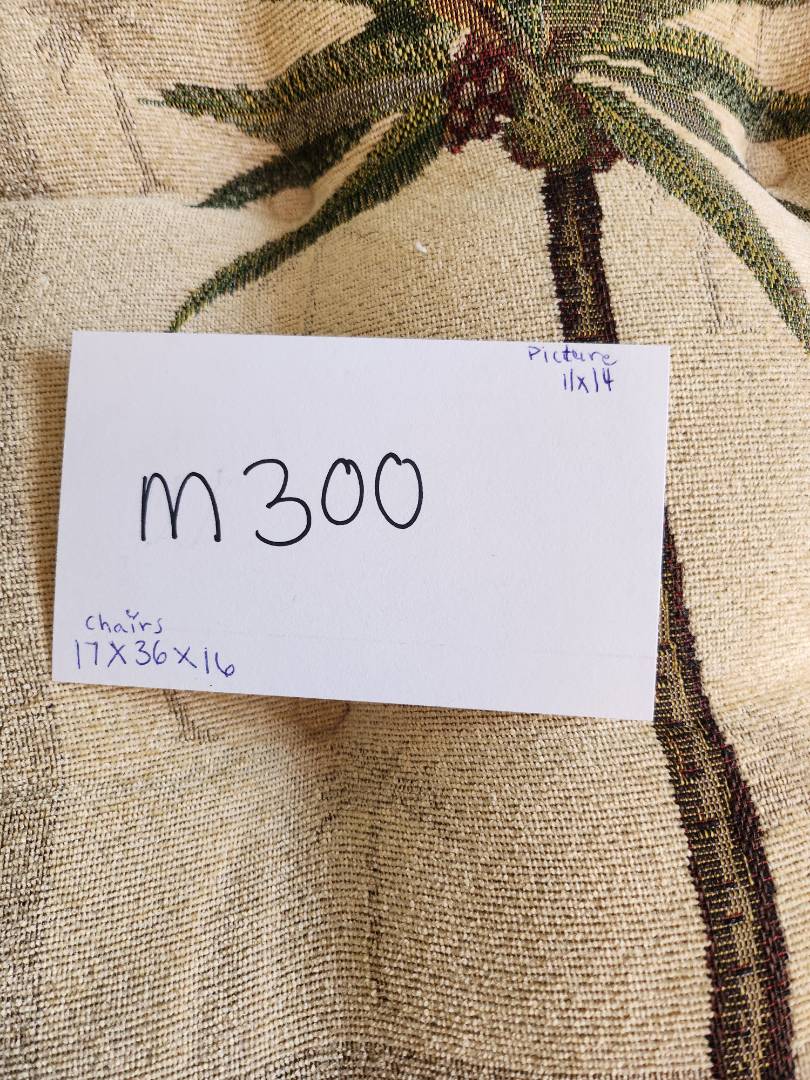 Picture
11x14
m300
Chairs
17X36X16